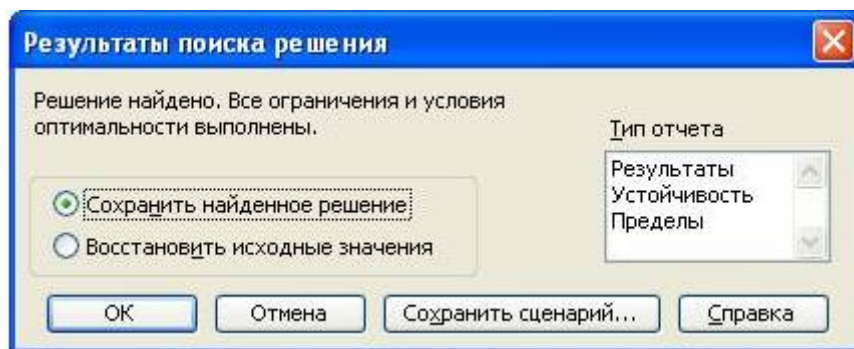 Результаты поиска решения
Решение найдено. Все ограничения и условия
оптимальности выполнены.
Тип отчета
Результаты
Устойчивость
Пределы
Сохранить найденное решение
Восстановить исходные значения
ОК
Отмена
Сохранить сценарий...
Справка